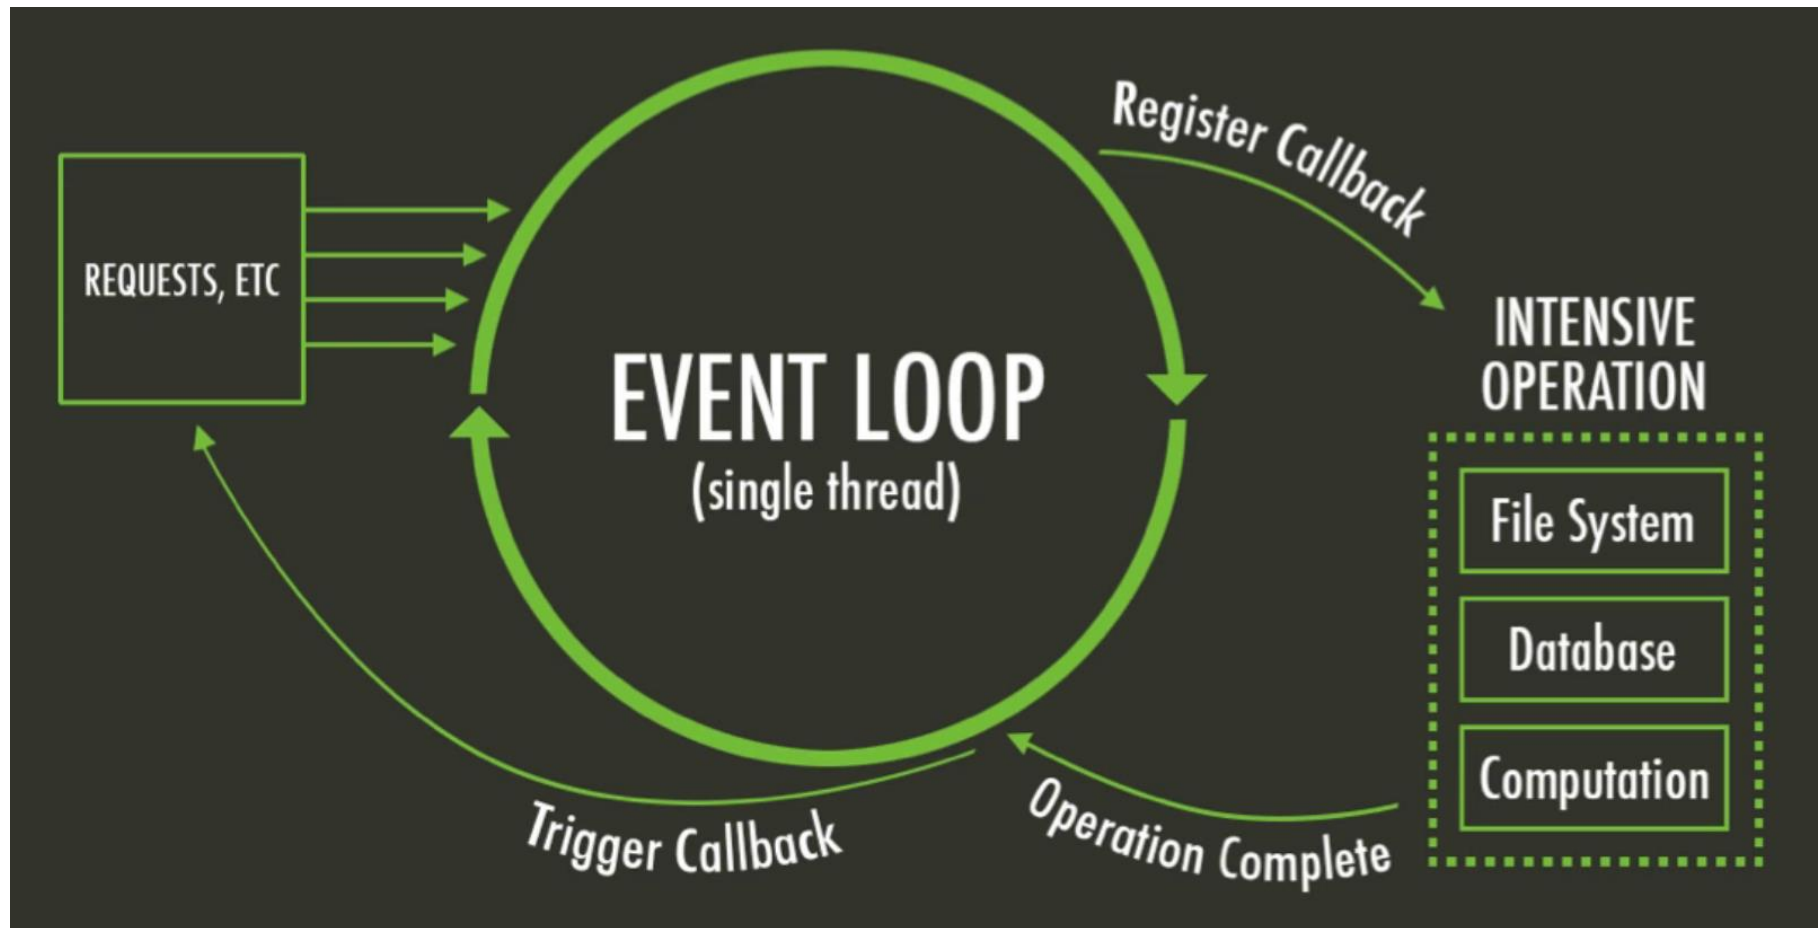 REQUESTS, ETC
EVENT LOOP
(single thread)
Register Callback
INTENSIVE
OPERATION
File System
Database
Computation
Operation Complete
Trigger Callback